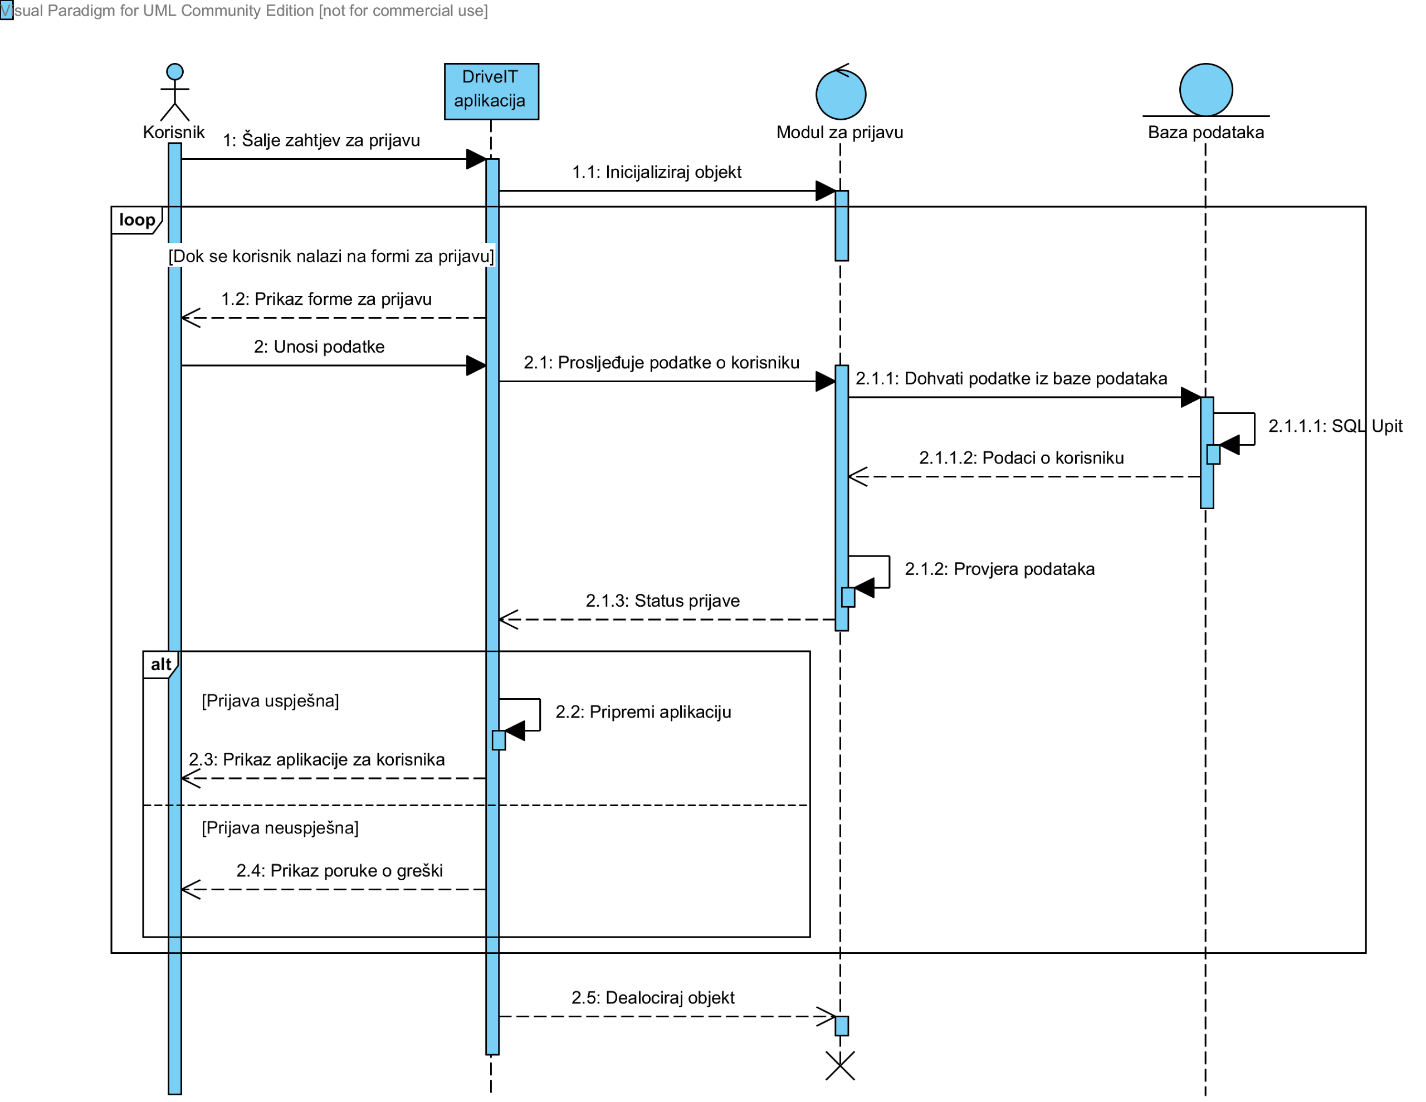 Visual Paradigm for UML Community Edition [not for commercial use]
DriveIT
aplikacija
Korisnik
Modul za prijavu
Baza podataka
1: Šalje zahtjev za prijavu
1.1: Inicijaliziraj objekt
loop
[Dok se korisnik nalazi na formi za prijavu]
1.2: Prikaz forme za prijavu
2: Unosi podatke
2.1: Prosljeđuje podatke o korisniku
2.1.1: Dohvati podatke iz baze podataka
2.1.1.1: SQL Upit
2.1.1.2: Podaci o korisniku
2.1.2: Provjera podataka
2.1.3: Status prijave
alt
[Prijava uspješna]
2.2: Pripremi aplikaciju
2.3: Prikaz aplikacije za korisnika
[Prijava neuspješna]
2.4: Prikaz poruke o greški
2.5: Dealociraj objekt